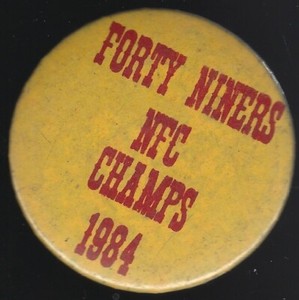 FORTY NINERS
NFC
CHAMPS
1984